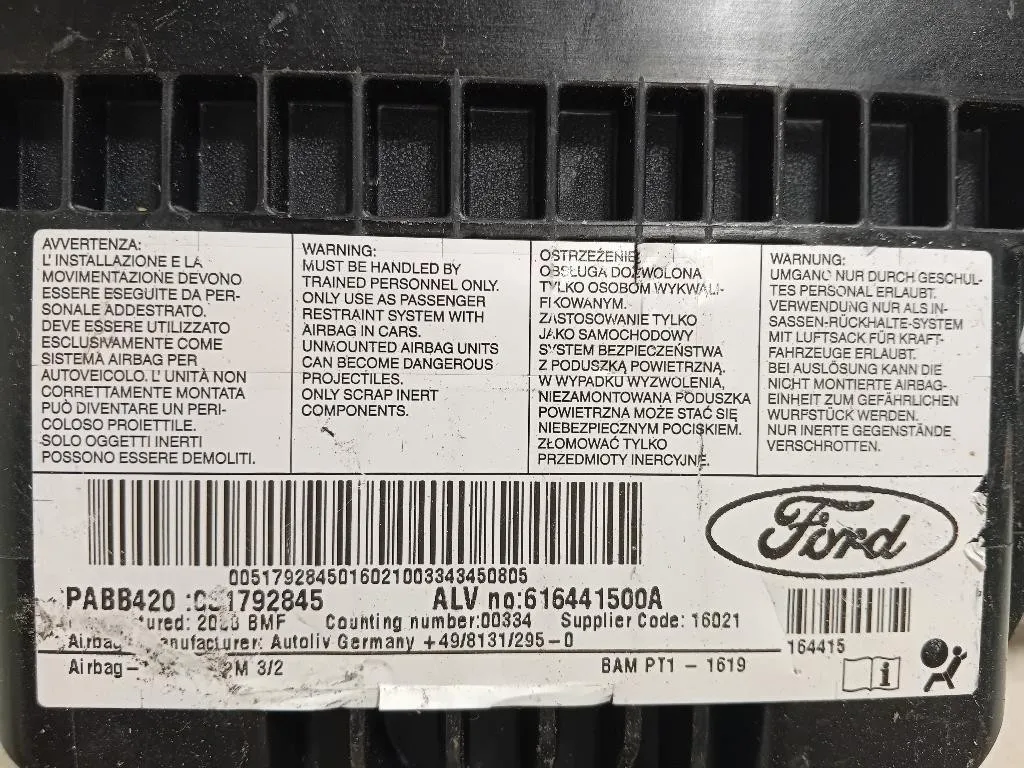 AVVERTENZA:
L' INSTALLAZIONE E LA
MOVIMENTAZIONE DEVONO
ESSERE ESEGUITE DA PER-
SONALE ADDESTRATO.
DEVE ESSERE UTILIZZATO
ESCLUSIVAMENTE COME
SISTEMA AIRBAG PER
AUTOVEICOLO. L' UNITÀ NON
CORRETTAMENTE MONTATA
PUÒ DIVENTARE UN PERI-
COLOSO PROIETTILE.
SOLO OGGETTI INERTI
POSSONO ESSERE DEMOLITI.
WARNING:
MUST BE HANDLED BY
TRAINED PERSONNEL ONLY.
ONLY USE AS PASSENGER
RESTRAINT SYSTEM WITH
AIRBAG IN CARS.
UNMOUNTED AIRBAG UNITS
CAN BECOME DANGEROUS
PROJECTILES.
ONLY SCRAP INERT
COMPONENTS.
OSTRZEŻENIE
OBSŁUGA DOZWOLONA
TYLKO OSOBOM WYKWALI-
FIKOWANYM.
ZASTOSOWANIE TYLKO
JAKO SAMOCHODOWY
SYSTEM BEZPIECZEŃSTWA
Z PODUSZKĄ POWIETRZNĄ.
W WYPADKU WYZWOLENIA,
NIEZAMONTOWANA PODUSZKA
POWIETRZNA MOŻE STAĆ SIĘ
NIEBEZPIECZNYM POCISKIEM.
ZŁOMOWAĆ TYLKO
PRZEDMIOTY INERCYJNE.
WARNUNG:
UMGANG NUR DURCH GESCHUL-
TES PERSONAL ERLAUBT.
VERWENDUNG NUR ALS IN-
SASSEN-RÜCKHALTE-SYSTEM
MIT LUFTSACK FÜR KRAFT-
FAHRZEUGE ERLAUBT.
BEI AUSLÖSUNG KANN DIE
NICHT MONTIERTE AIRBAG-
EINHEIT ZUM GEFÄHRLICHEN
WURFSTÜCK WERDEN.
NUR INERTE GEGENSTÄNDE
VERSCHROTTEN.
Ford
0051792845016021003343450805
PABB420 :051792845 ALV no:616441500A
BMF Counting number:00334 Supplier Code: 16021
Airbag Manufacturer: Autoliv Germany +49/8131/295-0
164415
Airbag- PM 3/2 BAM PT1 - 1619
i